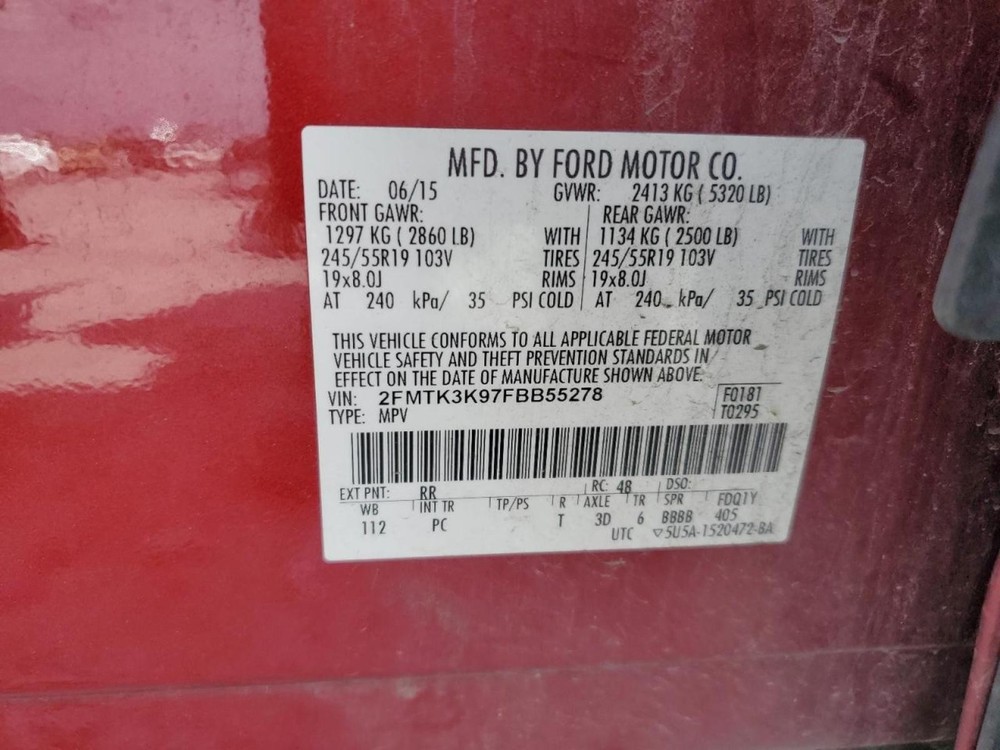 MFD. BY FORD MOTOR CO.
DATE: 06/15 GVWR: 2413 KG ( 5320 LB)
FRONT GAWR: REAR GAWR:
1297 KG ( 2860 LB) WITH 1134 KG ( 2500 LB) WITH
245/55R19 103V TIRES 245/55R19 103V TIRES
19x8.0J RIMS 19x8.0J RIMS
AT 240 kPa/ 35 PSI COLD AT 240 kPa/ 35 PSI COLD
THIS VEHICLE CONFORMS TO ALL APPLICABLE FEDERAL MOTOR
VEHICLE SAFETY AND THEFT PREVENTION STANDARDS IN
EFFECT ON THE DATE OF MANUFACTURE SHOWN ABOVE.
VIN: 2FMTK3K97FBB55278 F0181
TYPE: MPV T0295
EXT PNT: RR RC: 48 DSO:
WB INT TR TP/PS R AXLE TR SPR FDQ1Y
112 PC T 3D 6 BBBB 405
UTC ▽5U5A-1520472-BA